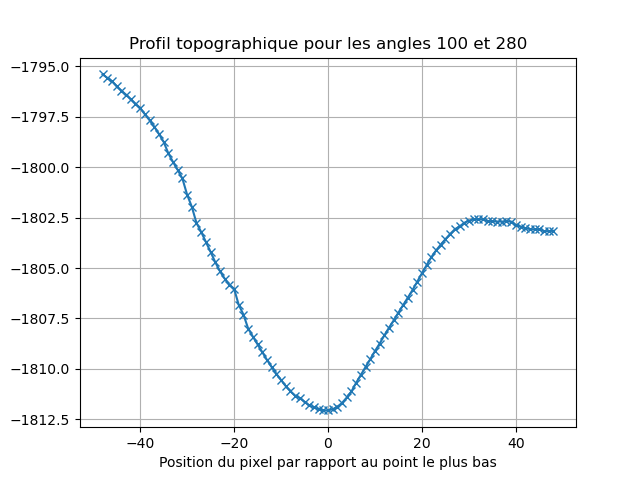 Profil topographique pour les angles 100 et 280
−1795.0
−1797.5
−1800.0
−1802.5
−1805.0
−1807.5
−1810.0
−1812.5
−40 −20 0 20 40
Position du pixel par rapport au point le plus bas